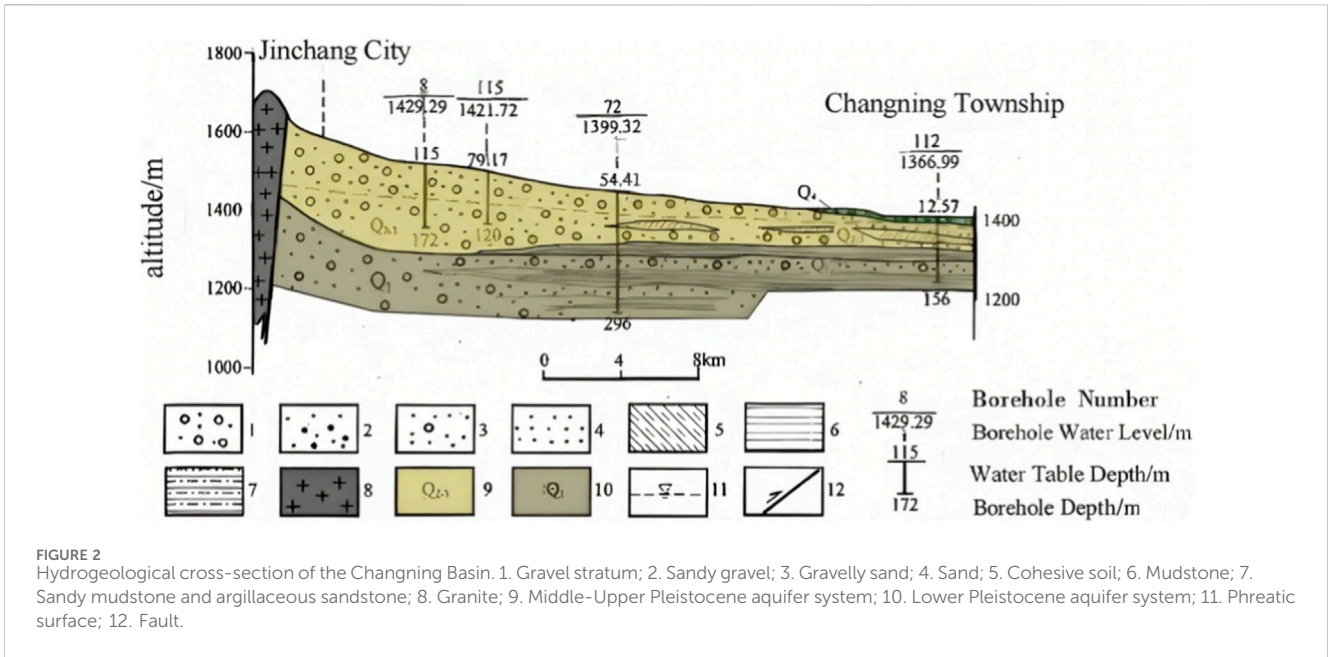 1800
Jinchang City
8
1429.29
115
1421.72
72
1399.32
Changning Township
112
1366.99
altitude/m
1600
115
79.17
54.41
Q₄
12.57
1400
1400
172
120
Q₁
1200
296
156
1200
1000
0 4 8km
1
2
3
4
5
6
7
8
Q₂₋₃ 9
Q₁ 10
11
12
8
1429.29
115
172
Borehole Number
Borehole Water Level/m
Water Table Depth/m
Borehole Depth/m
FIGURE 2
Hydrogeological cross-section of the Changning Basin. 1. Gravel stratum; 2. Sandy gravel; 3. Gravelly sand; 4. Sand; 5. Cohesive soil; 6. Mudstone; 7.
Sandy mudstone and argillaceous sandstone; 8. Granite; 9. Middle-Upper Pleistocene aquifer system; 10. Lower Pleistocene aquifer system; 11. Phreatic
surface; 12. Fault.